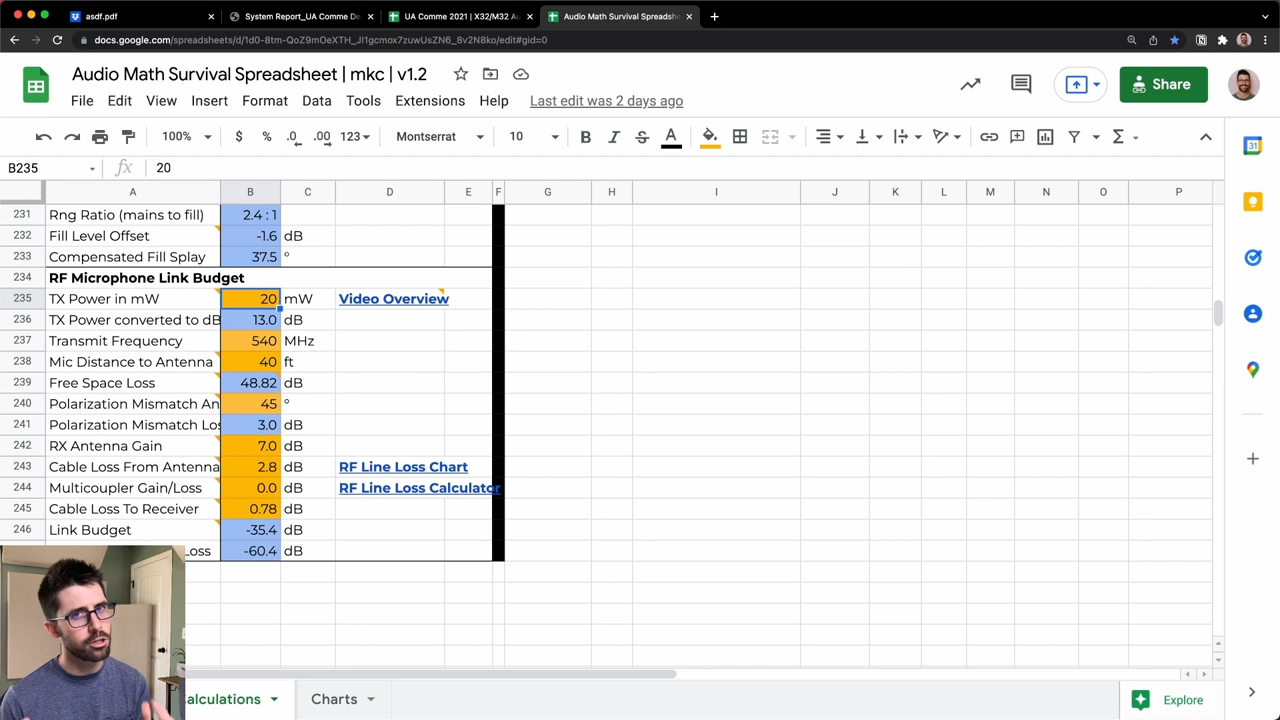 asdf.pdf
System Report_UA Comme De
UA Comme 2021 | X32/M32 Au
Audio Math Survival Spreadshe
docs.google.com/spreadsheets/d/1d0-8tm-QoZ9mOeXTH_JI1gcmox7zuwUsZN6_8v2N8ko/edit#gid=0
Audio Math Survival Spreadsheet | mkc | v1.2
Share
File Edit View Insert Format Data Tools Extensions Help Last edit was 2 days ago
100% $ % .0 .00 123 Montserrat 10 B I S A
B235 fx 20
A B C D E F G H I J K L M N O P
231 Rng Ratio (mains to fill) 2.4 : 1
232 Fill Level Offset -1.6 dB
233 Compensated Fill Splay 37.5 º
234 RF Microphone Link Budget
235 TX Power in mW 20 mW Video Overview
236 TX Power converted to dB 13.0 dB
237 Transmit Frequency 540 MHz
238 Mic Distance to Antenna 40 ft
239 Free Space Loss 48.82 dB
240 Polarization Mismatch An 45 º
241 Polarization Mismatch Los 3.0 dB
242 RX Antenna Gain 7.0 dB
243 Cable Loss From Antenna 2.8 dB RF Line Loss Chart
244 Multicoupler Gain/Loss 0.0 dB RF Line Loss Calculator
245 Cable Loss To Receiver 0.78 dB
246 Link Budget -35.4 dB
Loss -60.4 dB
alculations Charts
Explore
31